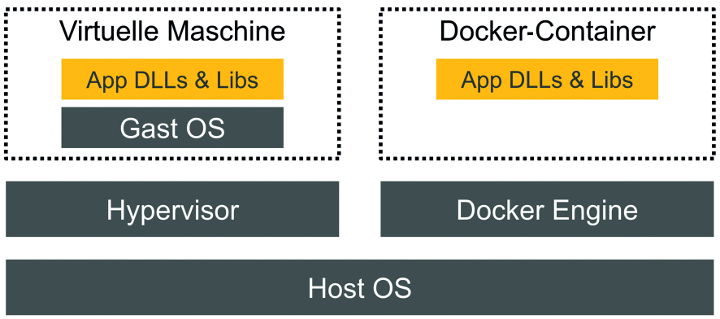 Virtuelle Maschine
App DLLs & Libs
Gast OS
Docker-Container
App DLLs & Libs
Hypervisor
Docker Engine
Host OS